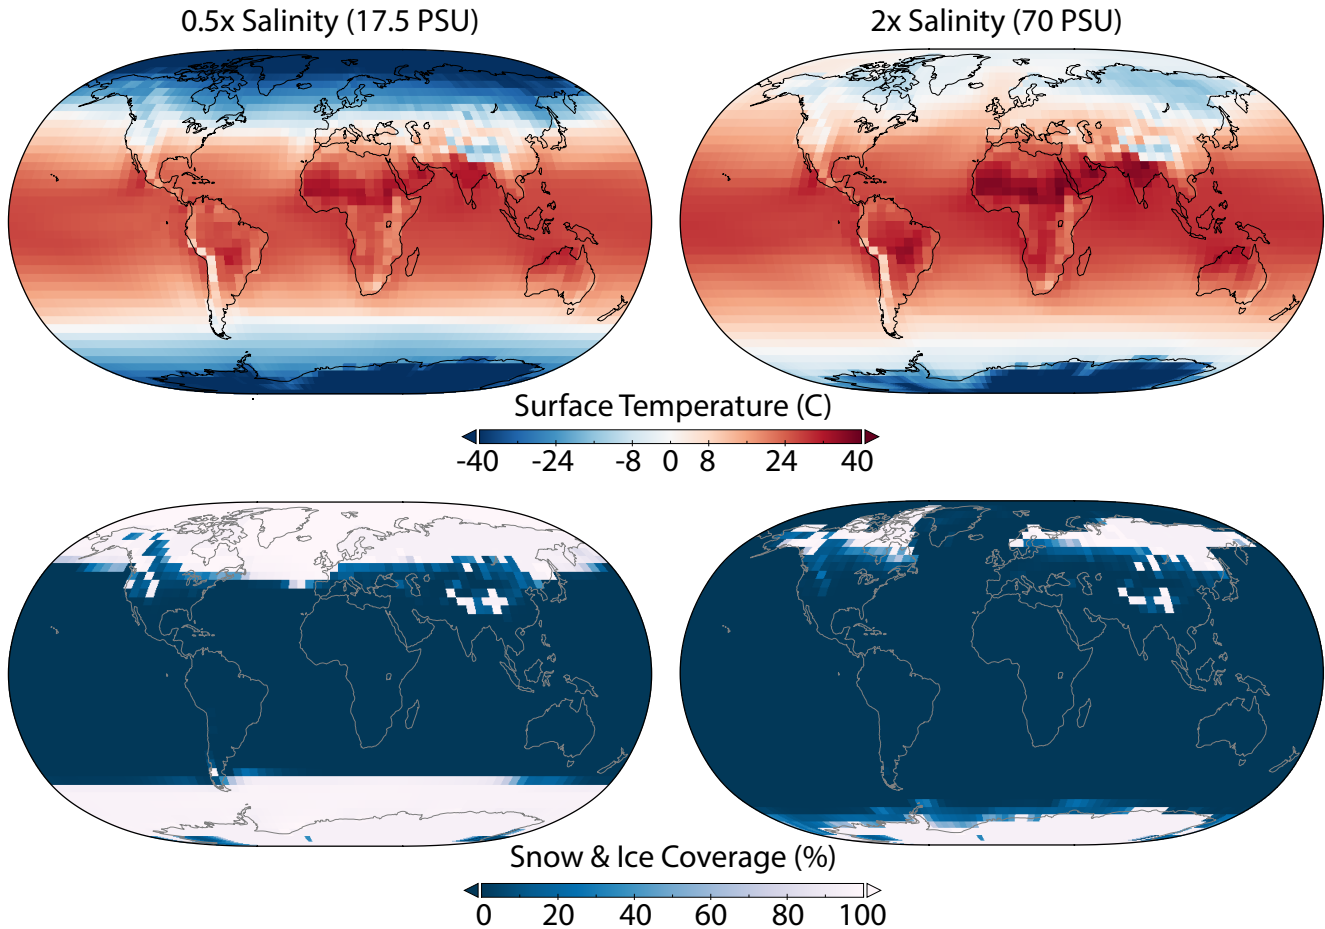 0.5x Salinity (17.5 PSU)
2x Salinity (70 PSU)
Surface Temperature (C)
-40 -24 -8 0 8 24 40
Snow & Ice Coverage (%)
0 20 40 60 80 100